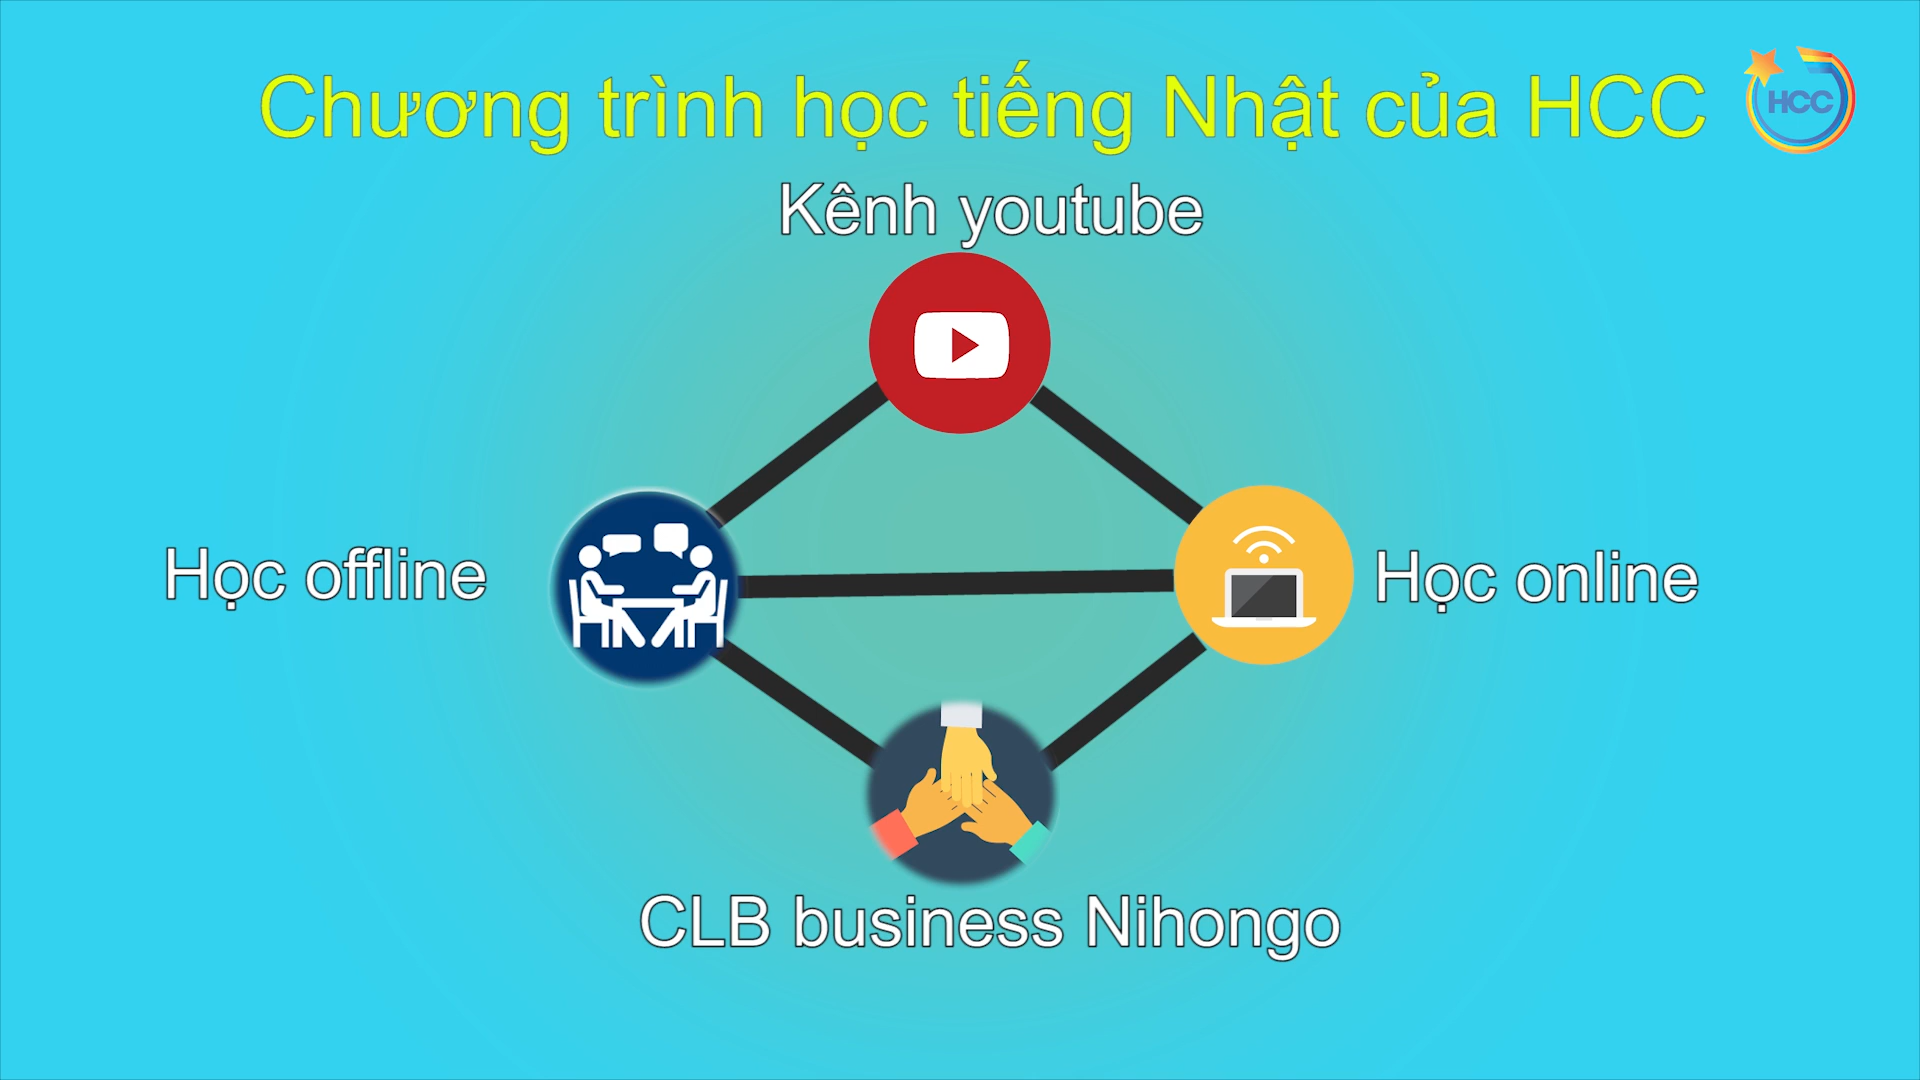 Chương trình học tiếng Nhật của HCC
HCC
Kênh youtube
Học offline
Học online
CLB business Nihongo